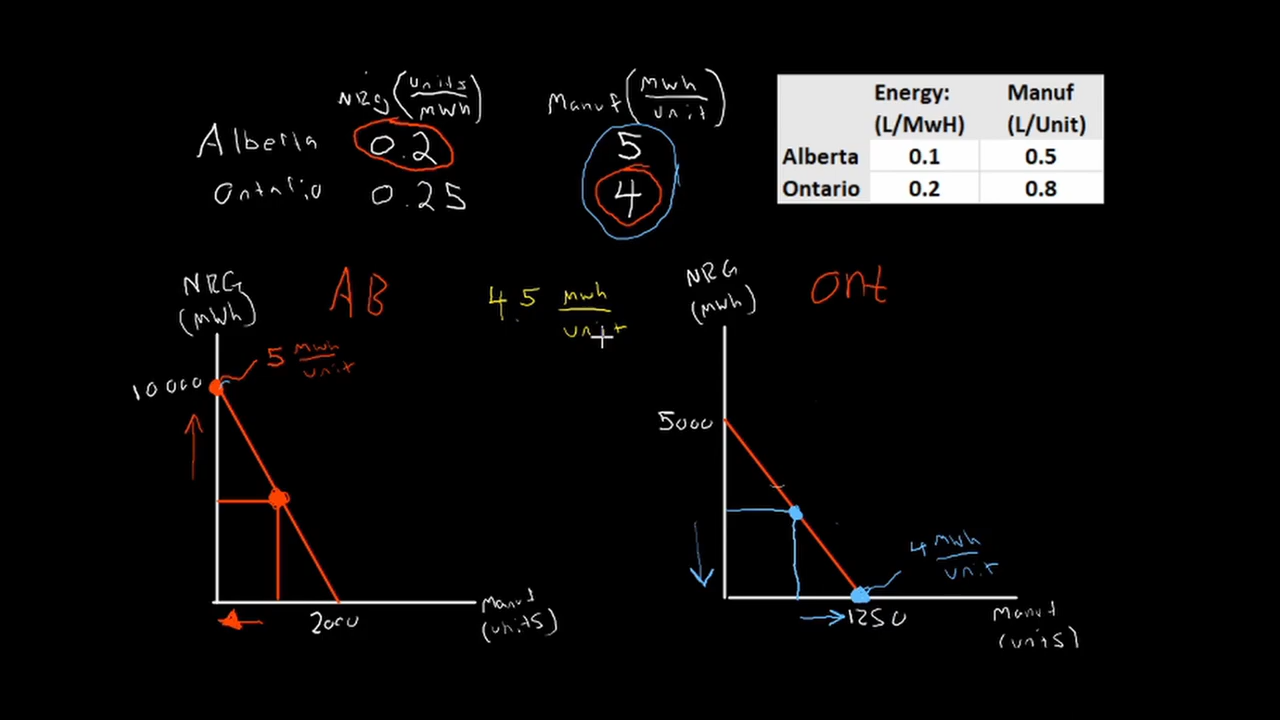 NRG (units/MWH)
Manuf (MWh/unit)
Alberta 0.2 5
Ontario 0.25 4
Energy: Manuf
(L/MwH) (L/Unit)
Alberta 0.1 0.5
Ontario 0.2 0.8
NRG
(MWh)
AB
5 MWh/unit
10000
2000
Manuf
(units)
4.5 MWh/unit
NRG
(MWh)
Ont
5000
4 MWh/unit
1250
Manuf
(units)